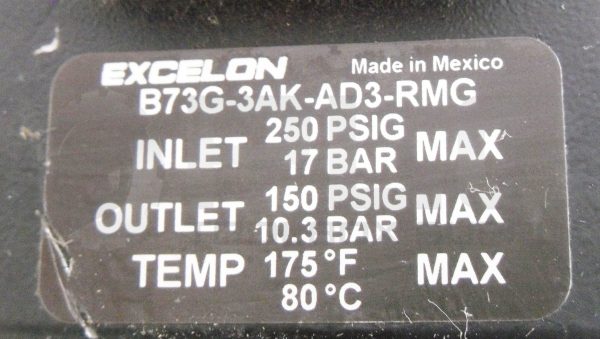 EXCELON Made in Mexico
B73G-3AK-AD3-RMG
INLET 250 PSIG MAX
17 BAR
OUTLET 150 PSIG MAX
10.3 BAR
TEMP 175°F MAX
80°C